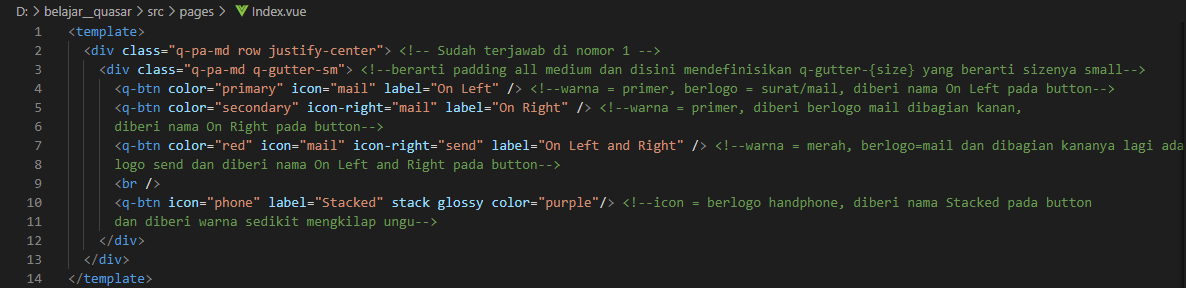 D: > belajar__quasar > src > pages > Index.vue
1 <template>
2 <div class="q-pa-md row justify-center"> <!-- Sudah terjawab di nomor 1 -->
3 <div class="q-pa-md q-gutter-sm"> <!--berarti padding all medium dan disini mendefinisikan q-gutter-{size} yang berarti sizenya small-->
4 <q-btn color="primary" icon="mail" label="On Left" /> <!--warna = primer, berlogo = surat/mail, diberi nama On Left pada button-->
5 <q-btn color="secondary" icon-right="mail" label="On Right" /> <!--warna = primer, diberi berlogo mail dibagian kanan,
6 diberi nama On Right pada button-->
7 <q-btn color="red" icon="mail" icon-right="send" label="On Left and Right" /> <!--warna = merah, berlogo=mail dan dibagian kananya lagi ada
8 logo send dan diberi nama On Left and Right pada button-->
9 <br />
10 <q-btn icon="phone" label="Stacked" stack glossy color="purple"/> <!--icon = berlogo handphone, diberi nama Stacked pada button
11 dan diberi warna sedikit mengkilap ungu-->
12 </div>
13 </div>
14 </template>